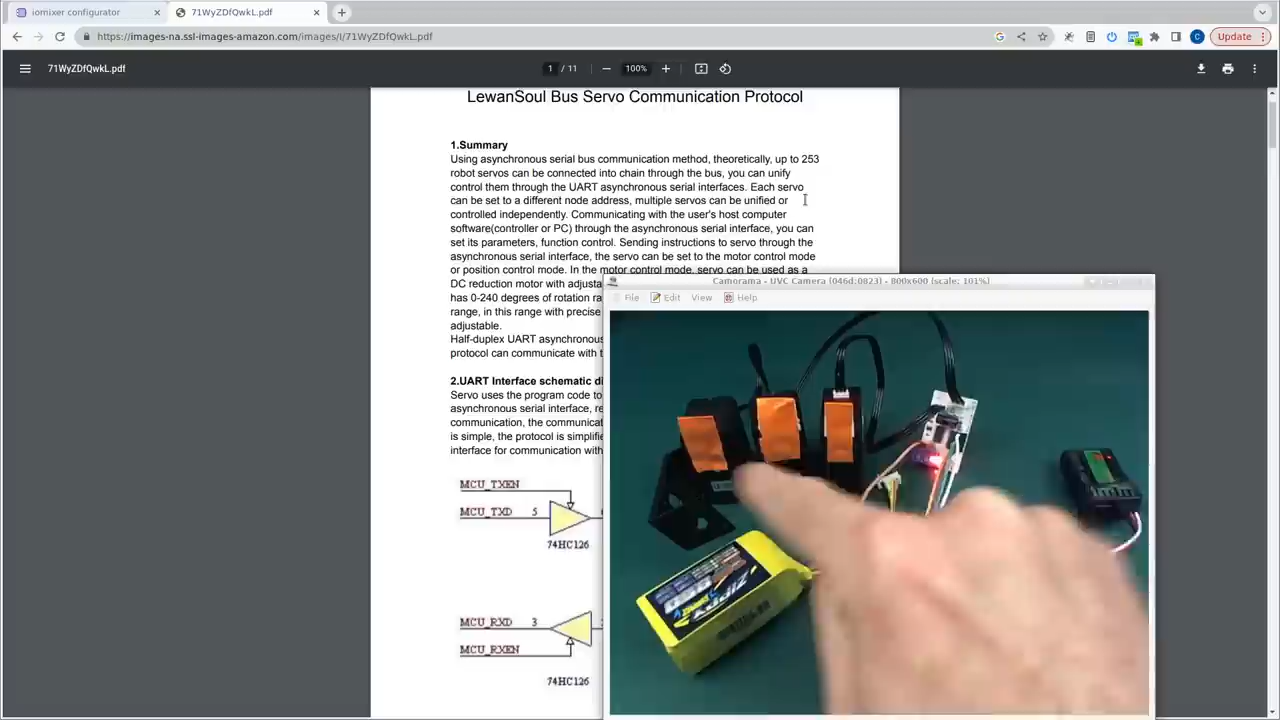 iomixer configurator
71WyZDfQwkL.pdf
https://images-na.ssl-images-amazon.com/images/I/71WyZDfQwkL.pdf
Update
71WyZDfQwkL.pdf
1 / 11
100%
LewanSoul Bus Servo Communication Protocol
1.Summary
Using asynchronous serial bus communication method, theoretically, up to 253
robot servos can be connected into chain through the bus, you can unify
control them through the UART asynchronous serial interfaces. Each servo
can be set to a different node address, multiple servos can be unified or
controlled independently. Communicating with the user's host computer
software(controller or PC) through the asynchronous serial interface, you can
set its parameters, function control. Sending instructions to servo through the
asynchronous serial interface, the servo can be set to the motor control mode
or position control mode. In the motor control mode, servo can be used as a
DC reduction motor with adjusta
has 0-240 degrees of rotation ra
range, in this range with precise
adjustable.
Half-duplex UART asynchronous
protocol can communicate with t
2.UART Interface schematic di
Servo uses the program code to
asynchronous serial interface, re
communication, the communicat
is simple, the protocol is simplifie
interface for communication with
MCU_TXEN
MCU_TXD 5
74HC126
MCU_RXD 3
MCU_RXEN
74HC126
Camorama - UVC Camera (046d:0823) - 800x600 (scale: 101%)
File Edit View Help
ZIPPY